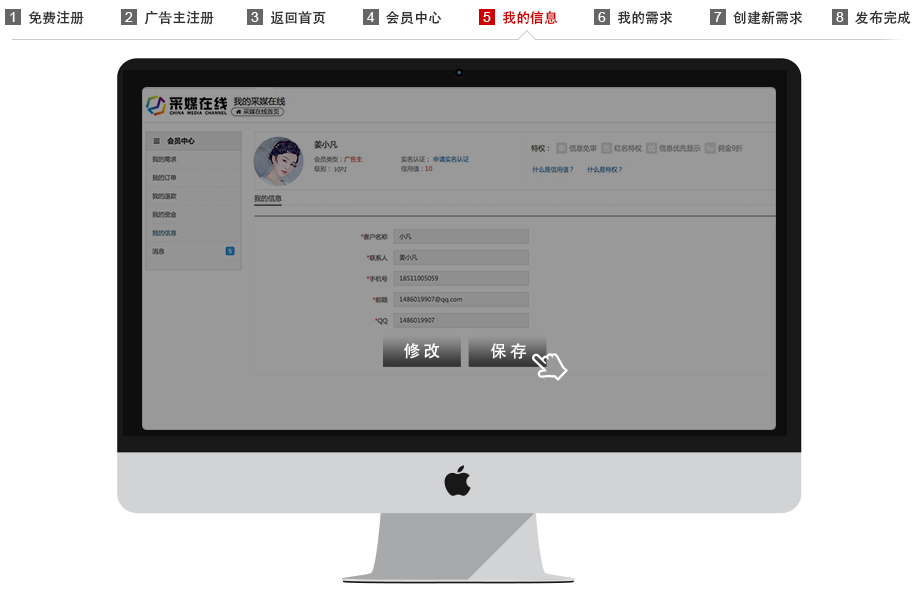 1 免费注册 2 广告主注册 3 返回首页 4 会员中心 5 我的信息 6 我的需求 7 创建新需求 8 发布完成
采媒在线 我的采媒在线
CHINA MEDIA CHANNEL 采媒在线首页
会员中心
我的需求
我的订单
我的退款
我的资金
我的信息
消息 5
姜小凡
会员类型：广告主 实名认证： 申请实名认证
级别： VIP1 信用值：10
特权： 信息免审 红名特权 信息优先显示 佣金9折
什么是信用值？ 什么是特权？
我的信息
*客户名称 小凡
*联系人 姜小凡
*手机号 18511005059
*邮箱 1486019907@qq.com
*QQ 1486019907
修改 保存